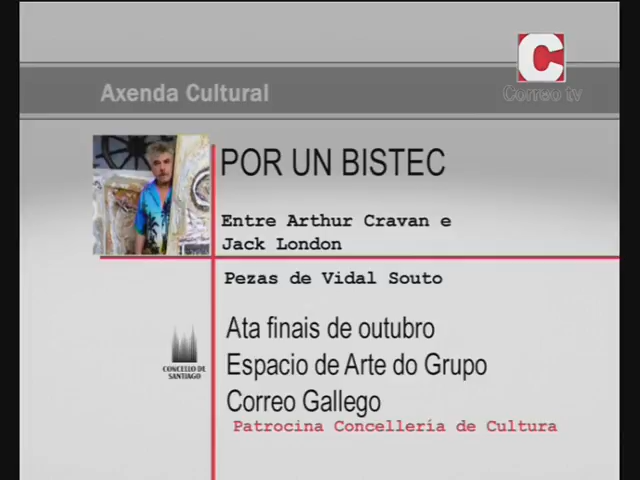 C
Correo tv
Axenda Cultural
POR UN BISTEC
Entre Arthur Cravan e
Jack London
Pezas de Vidal Souto
Ata finais de outubro
Espacio de Arte do Grupo
Correo Gallego
CONCELLO DE
SANTIAGO
Patrocina Concellería de Cultura